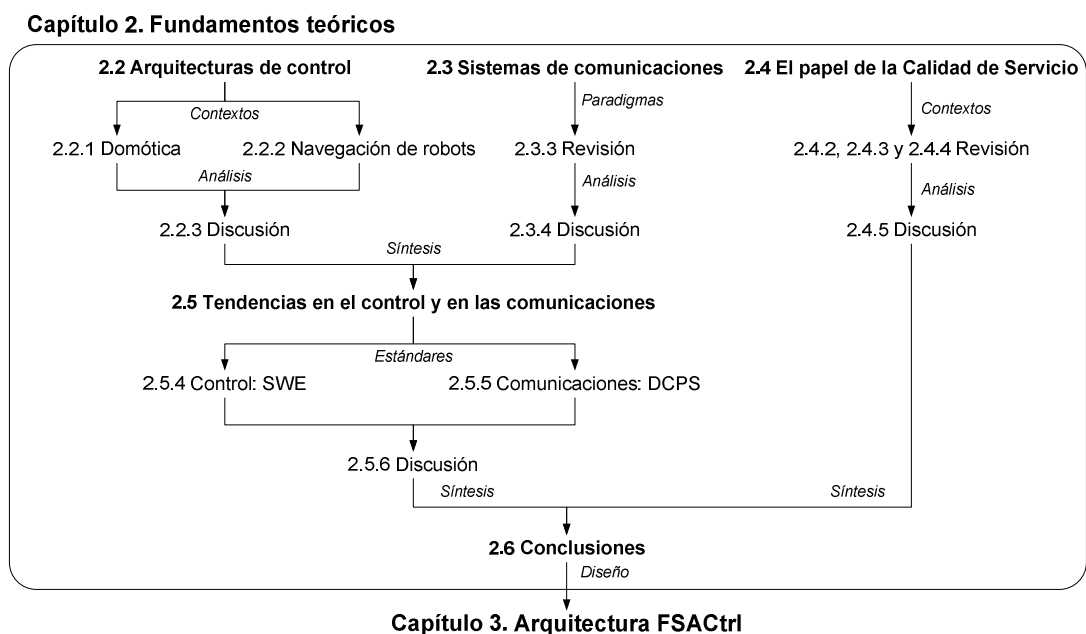 Capítulo 2. Fundamentos teóricos
2.2 Arquitecturas de control
2.3 Sistemas de comunicaciones
2.4 El papel de la Calidad de Servicio
Contextos
Paradigmas
Contextos
2.2.1 Domótica
2.2.2 Navegación de robots
2.3.3 Revisión
2.4.2, 2.4.3 y 2.4.4 Revisión
Análisis
Análisis
Análisis
2.2.3 Discusión
2.3.4 Discusión
2.4.5 Discusión
Síntesis
2.5 Tendencias en el control y en las comunicaciones
Estándares
2.5.4 Control: SWE
2.5.5 Comunicaciones: DCPS
2.5.6 Discusión
Síntesis
Síntesis
2.6 Conclusiones
Diseño
Capítulo 3. Arquitectura FSACtrl